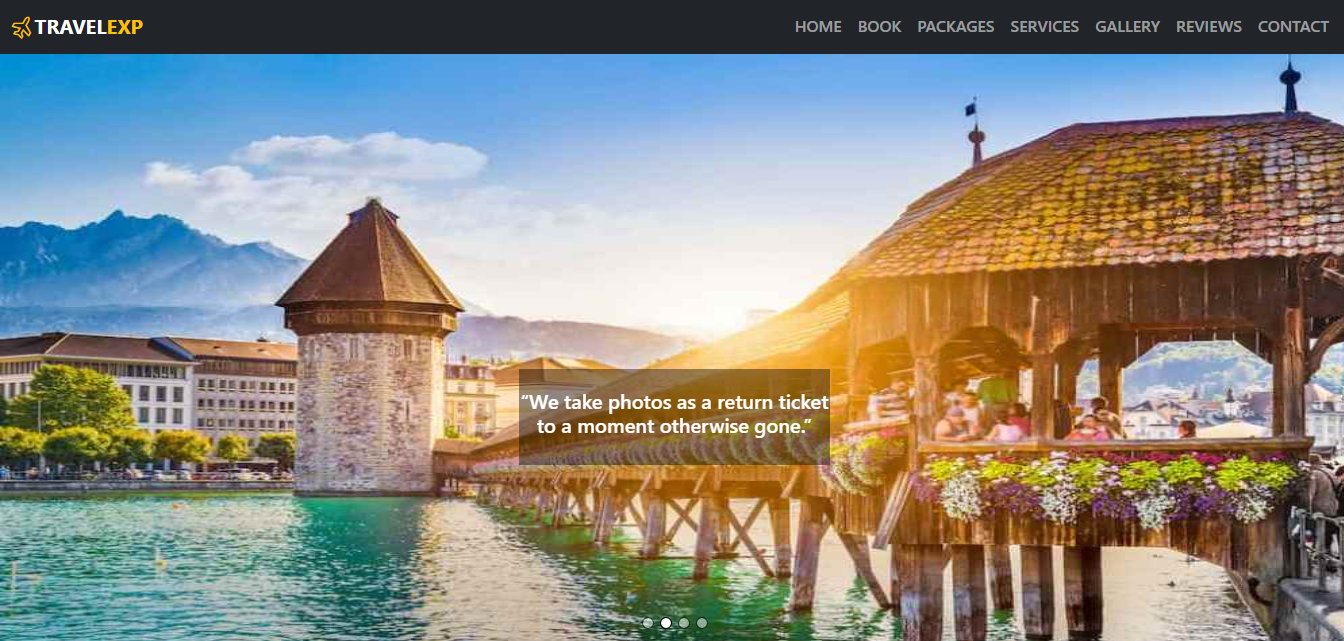 TRAVELEXP HOME BOOK PACKAGES SERVICES GALLERY REVIEWS CONTACT
“We take photos as a return ticket
to a moment otherwise gone.”